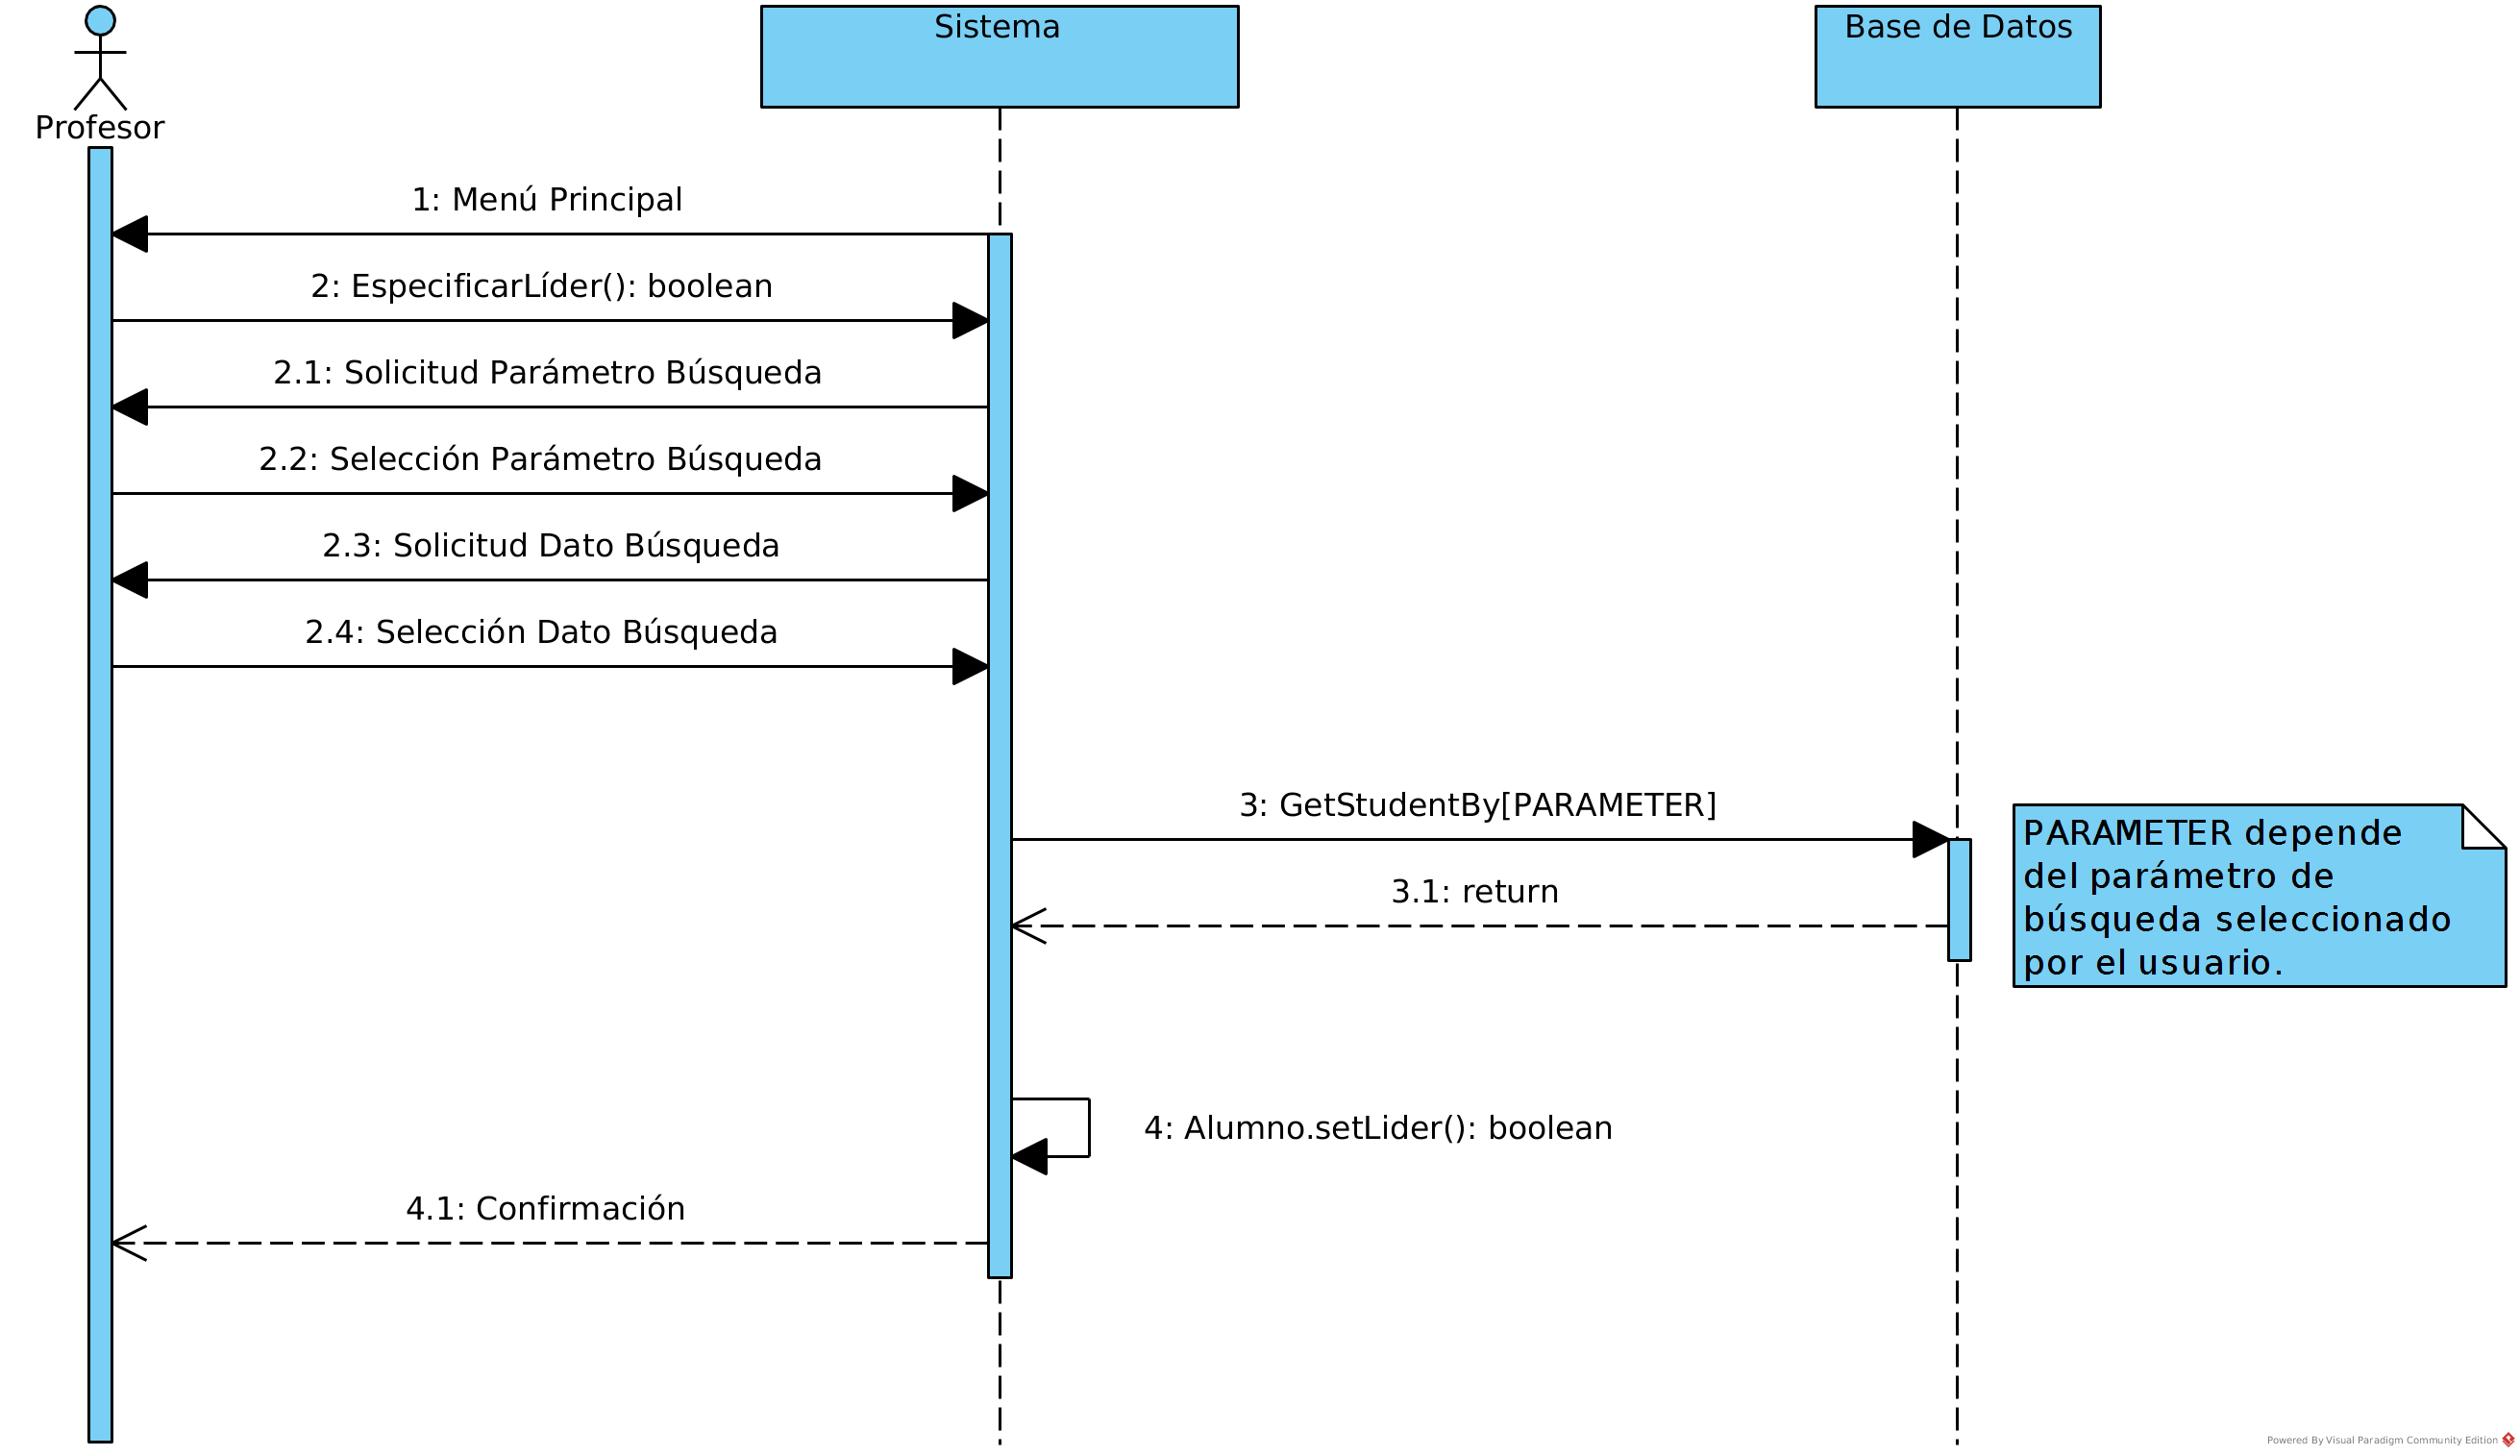 Sistema
Base de Datos
Profesor
1: Menú Principal
2: EspecificarLíder(): boolean
2.1: Solicitud Parámetro Búsqueda
2.2: Selección Parámetro Búsqueda
2.3: Solicitud Dato Búsqueda
2.4: Selección Dato Búsqueda
3: GetStudentBy[PARAMETER]
3.1: return
PARAMETER depende
del parámetro de
búsqueda seleccionado
por el usuario.
4: Alumno.setLider(): boolean
4.1: Confirmación
Powered By Visual Paradigm Community Edition